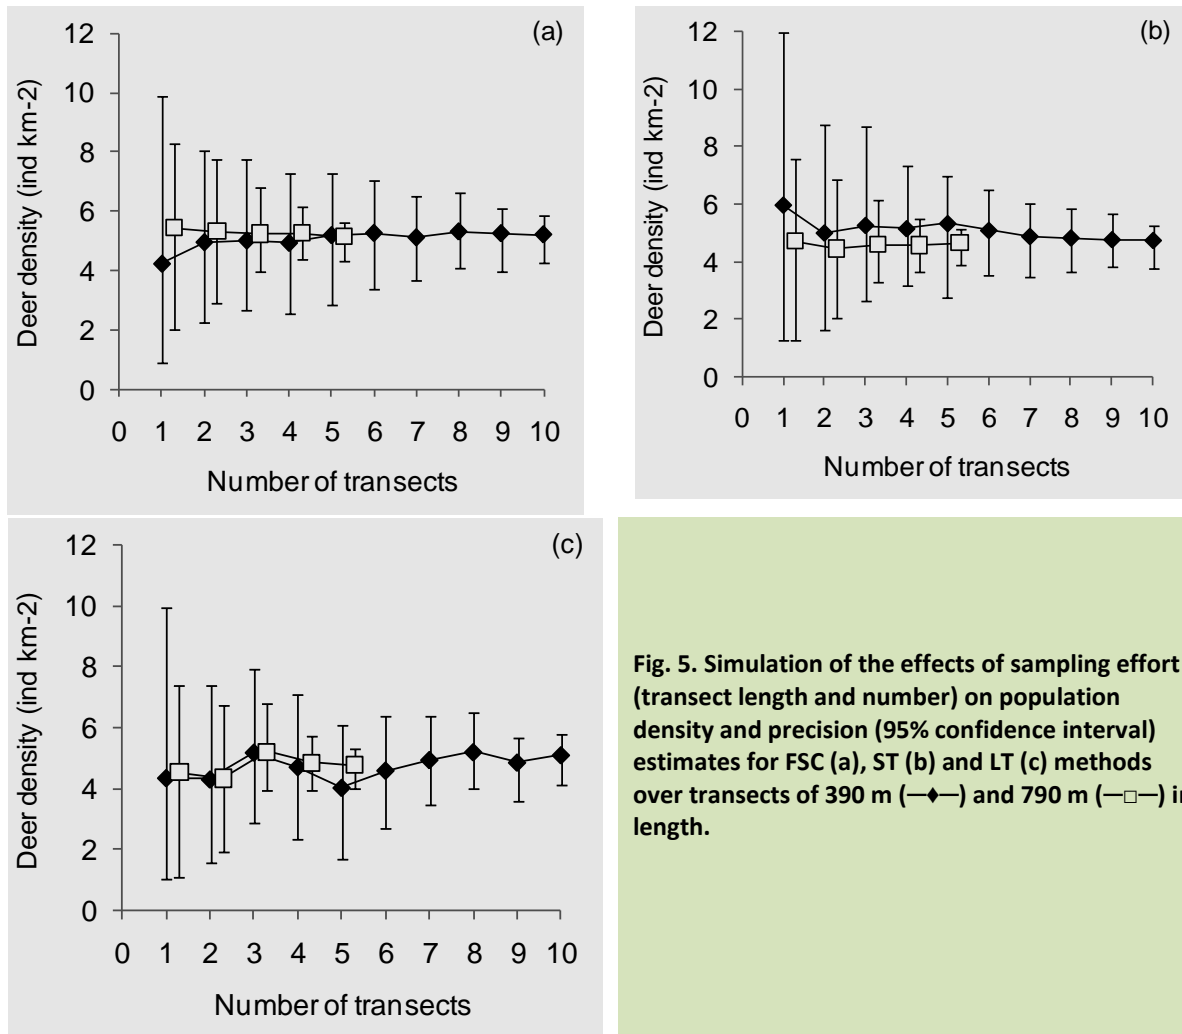 (a)
Deer density (ind km-2)
12
10
8
6
4
2
0
0 1 2 3 4 5 6 7 8 9 10
Number of transects
(b)
Deer density (ind km-2)
12
10
8
6
4
2
0
0 1 2 3 4 5 6 7 8 9 10
Number of transects
(c)
Deer density (ind km-2)
12
10
8
6
4
2
0
0 1 2 3 4 5 6 7 8 9 10
Number of transects
Fig. 5. Simulation of the effects of sampling effort
(transect length and number) on population
density and precision (95% confidence interval)
estimates for FSC (a), ST (b) and LT (c) methods
over transects of 390 m (—♦—) and 790 m (—□—) in
length.